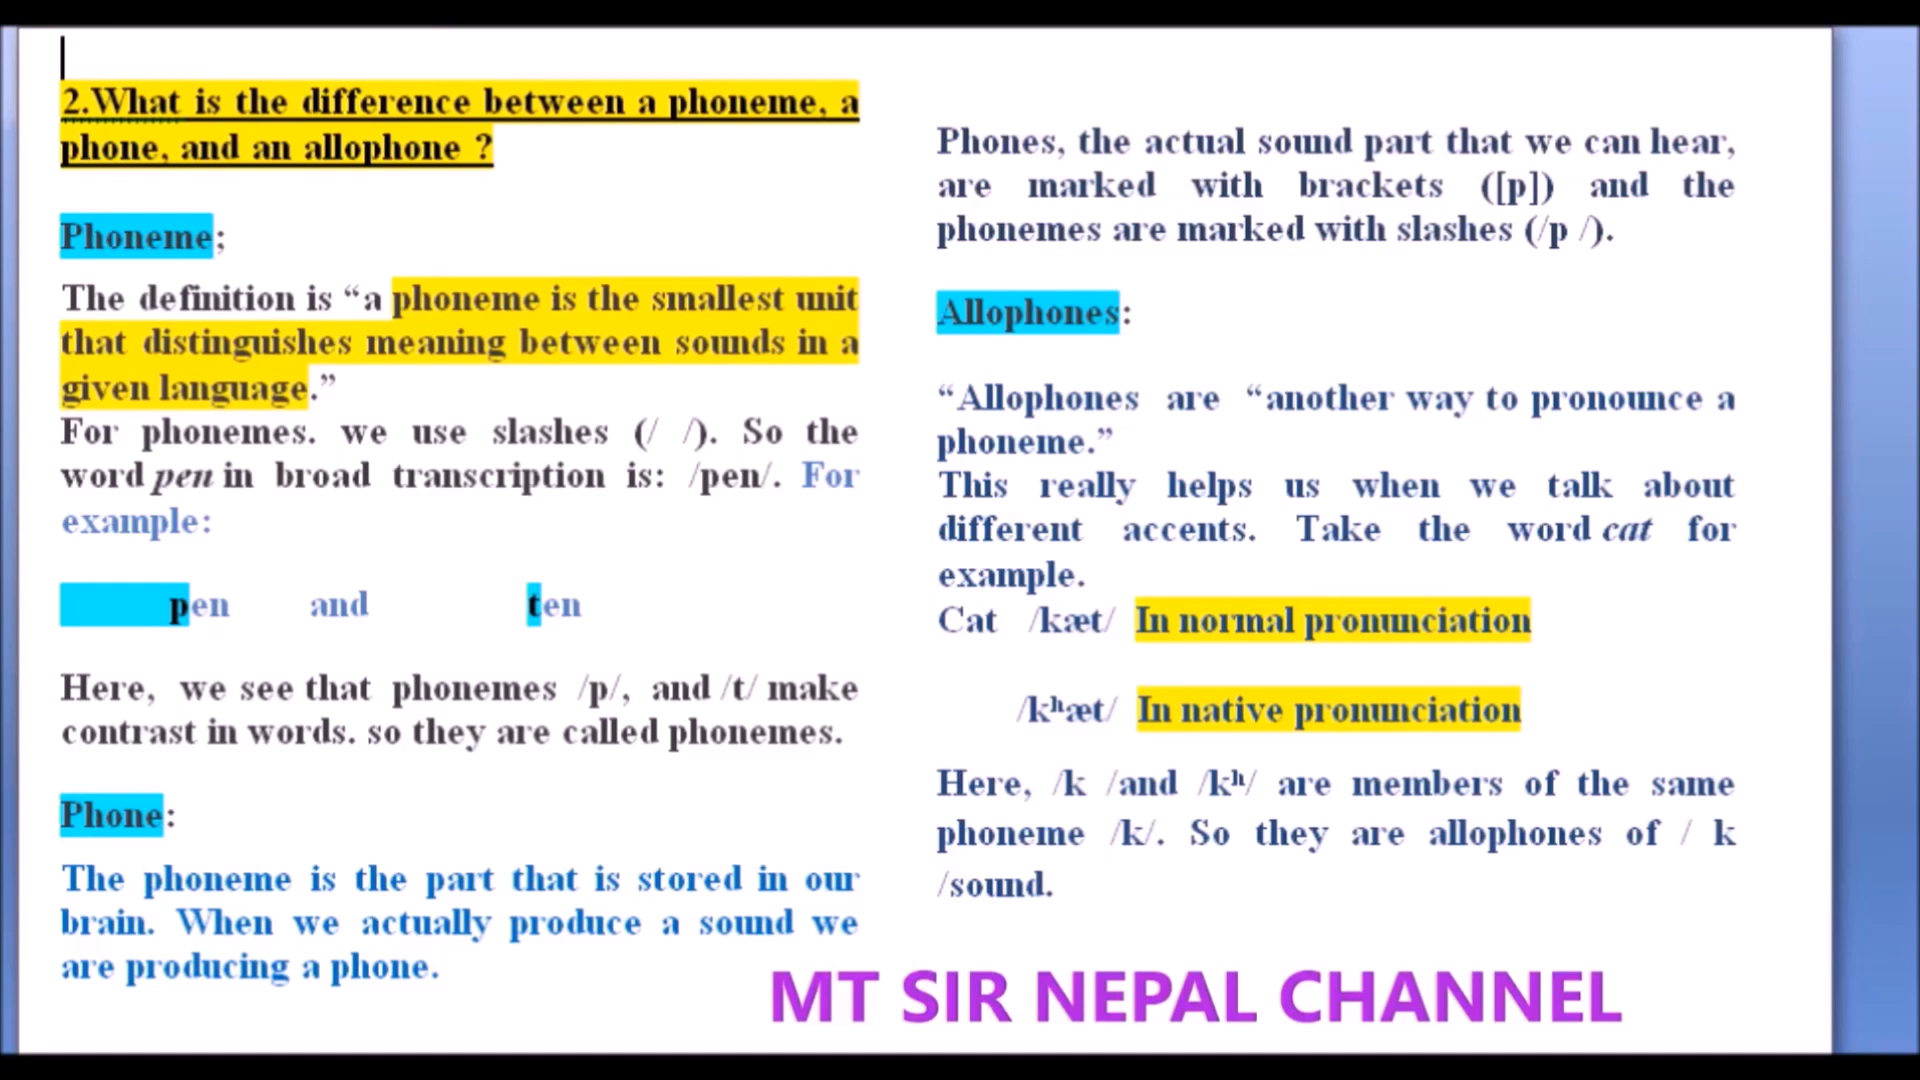 2.What is the difference between a phoneme, a
phone, and an allophone ?
Phoneme;
The definition is “a phoneme is the smallest unit
that distinguishes meaning between sounds in a
given language.”
For phonemes. we use slashes (/ /). So the
word pen in broad transcription is: /pen/. For
example:
pen and ten
Here, we see that phonemes /p/, and /t/ make
contrast in words. so they are called phonemes.
Phone:
The phoneme is the part that is stored in our
brain. When we actually produce a sound we
are producing a phone.
Phones, the actual sound part that we can hear,
are marked with brackets ([p]) and the
phonemes are marked with slashes (/p /).
Allophones:
“Allophones are “another way to pronounce a
phoneme.”
This really helps us when we talk about
different accents. Take the word cat for
example.
Cat /kæt/ In normal pronunciation
/kʰæt/ In native pronunciation
Here, /k /and /kʰ/ are members of the same
phoneme /k/. So they are allophones of / k
/sound.
MT SIR NEPAL CHANNEL